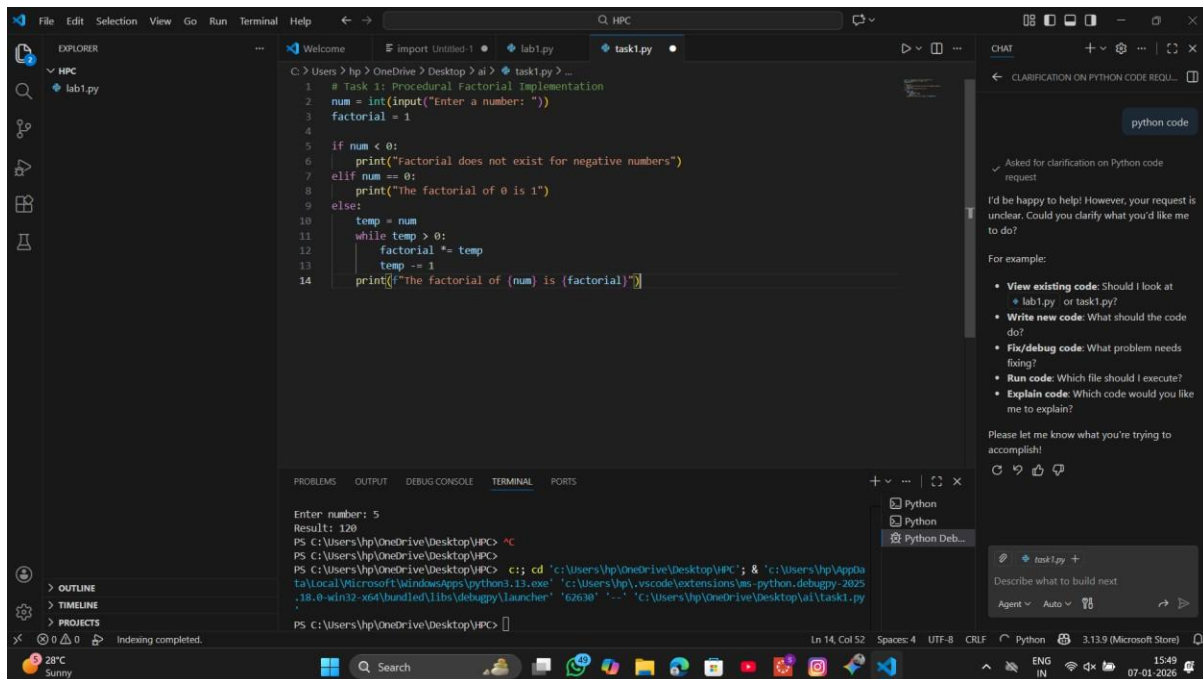 File Edit Selection View Go Run Terminal Help
HPC
EXPLORER
HPC
lab1.py
OUTLINE
TIMELINE
PROJECTS
Welcome
import Untitled-1
lab1.py
task1.py
C: > Users > hp > OneDrive > Desktop > ai > task1.py > ...
1 # Task 1: Procedural Factorial Implementation
2 num = int(input("Enter a number: "))
3 factorial = 1
4
5 if num < 0:
6 print("Factorial does not exist for negative numbers")
7 elif num == 0:
8 print("The factorial of 0 is 1")
9 else:
10 temp = num
11 while temp > 0:
12 factorial *= temp
13 temp -= 1
14 print(f"The factorial of {num} is {factorial}")
PROBLEMS OUTPUT DEBUG CONSOLE TERMINAL PORTS
Enter number: 5
Result: 120
PS C:\Users\hp\OneDrive\Desktop\HPC> ^C
PS C:\Users\hp\OneDrive\Desktop\HPC>
PS C:\Users\hp\OneDrive\Desktop\HPC> c:; cd 'c:\Users\hp\OneDrive\Desktop\HPC'; & 'c:\Users\hp\AppDa
ta\Local\Microsoft\WindowsApps\python3.13.exe' 'c:\Users\hp\.vscode\extensions\ms-python.debugpy-2025
.18.0-win32-x64\bundled\libs\debugpy\launcher' '62630' '--' 'C:\Users\hp\OneDrive\Desktop\ai\task1.py
'
PS C:\Users\hp\OneDrive\Desktop\HPC>
Python
Python
Python Deb...
CHAT
CLARIFICATION ON PYTHON CODE REQU...
python code
Asked for clarification on Python code
request
I'd be happy to help! However, your request is
unclear. Could you clarify what you'd like me
to do?
For example:
• View existing code: Should I look at
lab1.py or task1.py?
• Write new code: What should the code
do?
• Fix/debug code: What problem needs
fixing?
• Run code: Which file should I execute?
• Explain code: Which code would you like
me to explain?
Please let me know what you're trying to
accomplish!
task1.py
Describe what to build next
Agent Auto
0 0 Indexing completed.
Ln 14, Col 52 Spaces: 4 UTF-8 CRLF Python 3.13.9 (Microsoft Store)
5
28°C
Sunny
Search
49
ENG
IN
15:49
07-01-2026